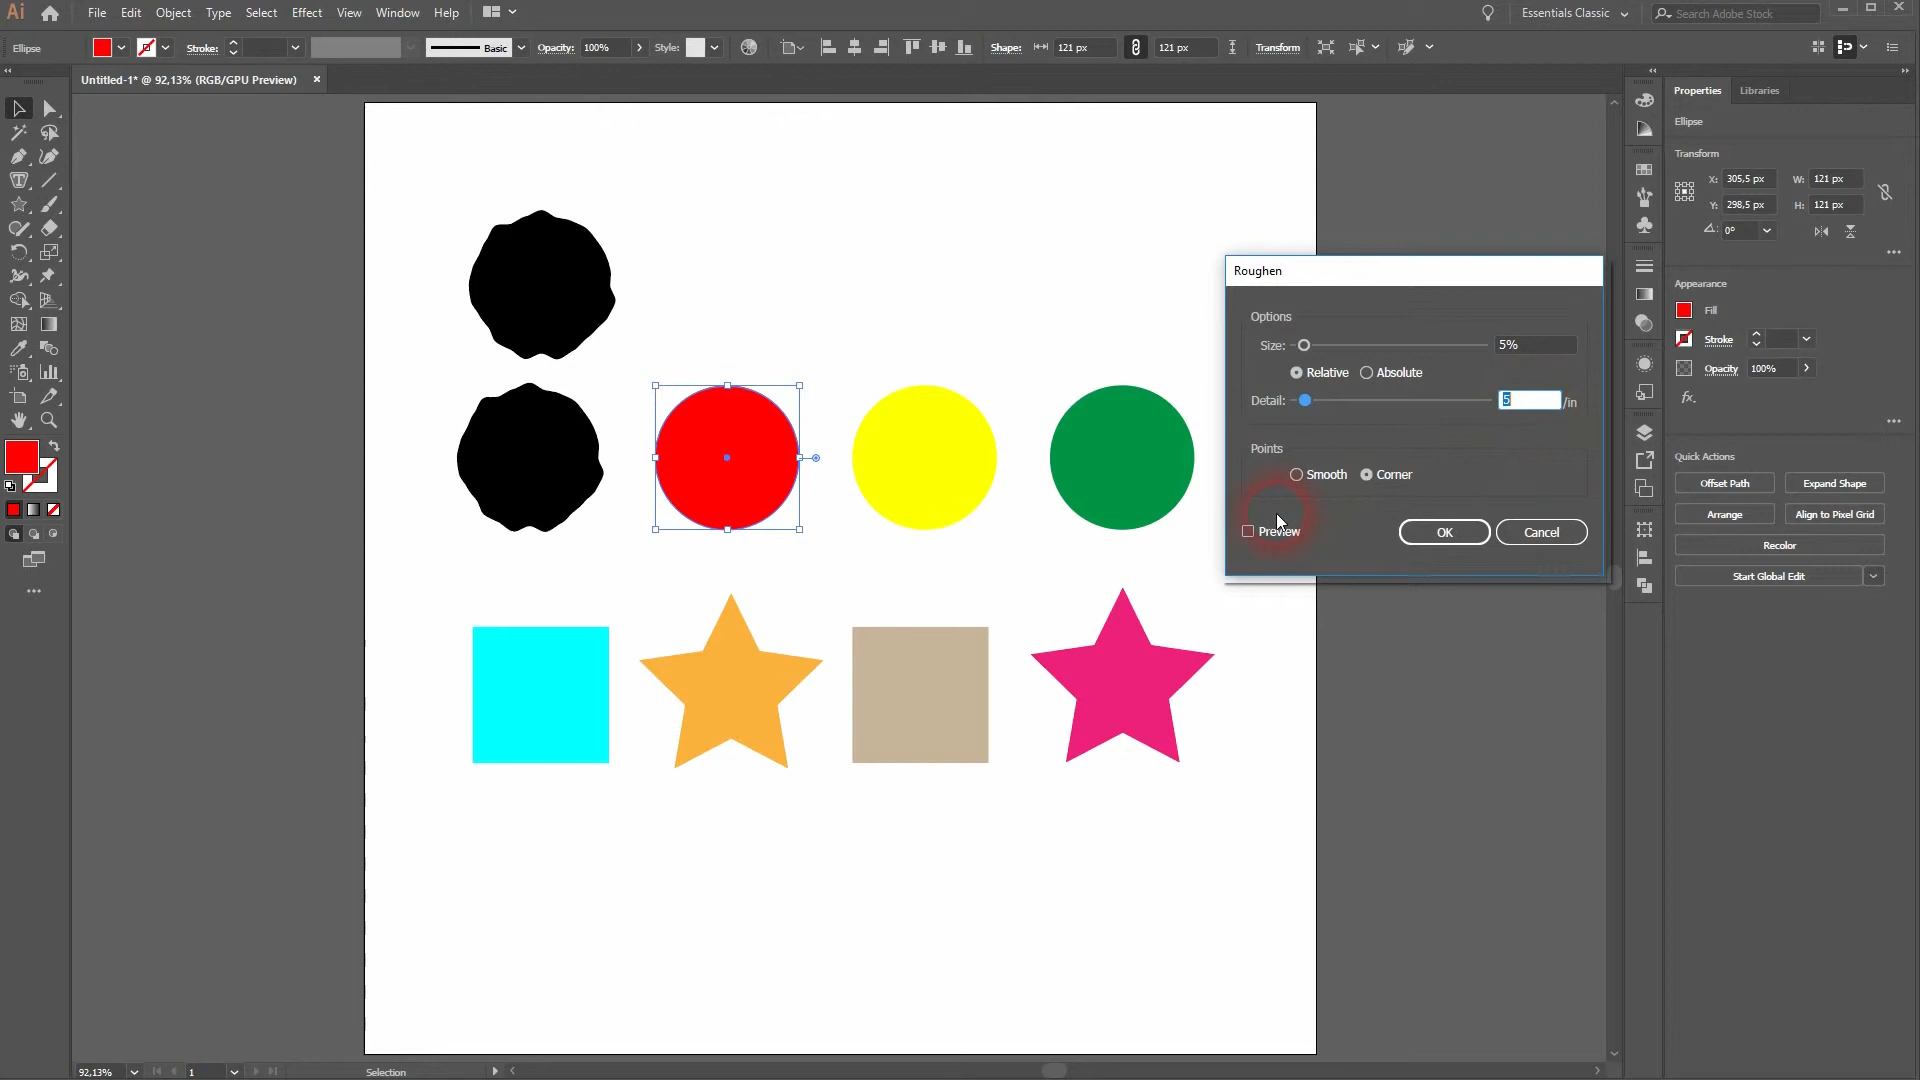 Ai File Edit Object Type Select Effect View Window Help Essentials Classic Search Adobe Stock
Ellipse Stroke: Basic Opacity: 100% Style: Shape: 121 px 121 px Transform
Untitled-1* @ 92,13% (RGB/GPU Preview) ×
Properties Libraries
Ellipse
Transform
X: 305,5 px W: 121 px
Y: 298,5 px H: 121 px
0°
Appearance
Fill
Stroke
Opacity 100%
fx.
Quick Actions
Offset Path Expand Shape
Arrange Align to Pixel Grid
Recolor
Start Global Edit
Roughen
Options
Size: 5%
Relative Absolute
Detail: 5 /in
Points
Smooth Corner
Preview OK Cancel
92,13% 1 Selection